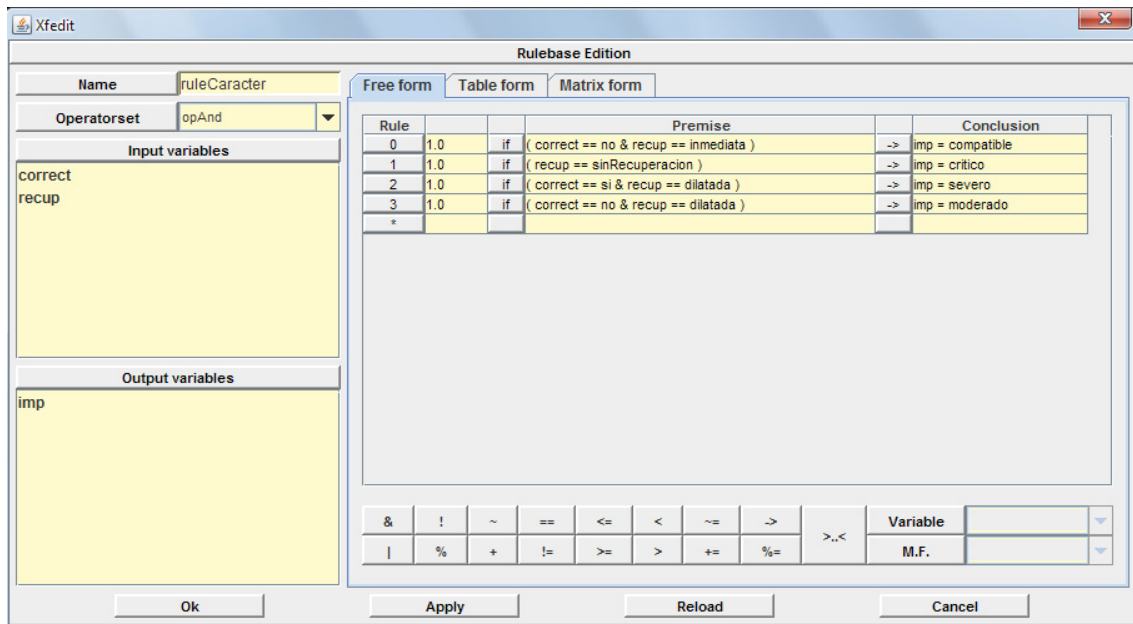 Xfedit
Rulebase Edition
Name ruleCaracter
Operatorset opAnd
Input variables
correct
recup
Output variables
imp
Free form Table form Matrix form
Rule Premise Conclusion
0 1.0 if ( correct == no & recup == inmediata ) -> imp = compatible
1 1.0 if ( recup == sinRecuperacion ) -> imp = critico
2 1.0 if ( correct == si & recup == dilatada ) -> imp = severo
3 1.0 if ( correct == no & recup == dilatada ) -> imp = moderado
*
& ! ~ == <= < ~= -> >..< Variable
| % + != >= > += %= M.F.
Ok Apply Reload Cancel